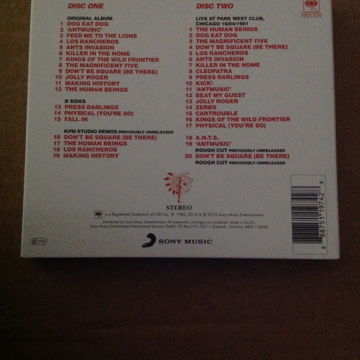 DISC ONE
ORIGINAL ALBUM
1 DOG EAT DOG
2 'ANTMUSIC'
3 FEED ME TO THE LIONS
4 LOS RANCHEROS
5 ANTS INVASION
6 KILLER IN THE HOME
7 KINGS OF THE WILD FRONTIER
8 THE MAGNIFICENT FIVE
9 DON'T BE SQUARE (BE THERE)
10 JOLLY ROGER
11 MAKING HISTORY
12 THE HUMAN BEINGS
B SIDES
13 PRESS DARLINGS
14 PHYSICAL (YOU'RE SO)
15 FALL IN
KPM STUDIO DEMOS PREVIOUSLY UNRELEASED
16 DON'T BE SQUARE (BE THERE)
17 THE HUMAN BEINGS
18 LOS RANCHEROS
19 MAKING HISTORY
DISC TWO
LIVE AT PARK WEST CLUB,
CHICAGO 16/04/1981
1 THE HUMAN BEINGS
2 DOG EAT DOG
3 THE MAGNIFICENT FIVE
4 DON'T BE SQUARE (BE THERE)
5 LOS RANCHEROS
6 ANTS INVASION
7 KILLER IN THE HOME
8 CLEOPATRA
9 PRESS DARLINGS
10 KICK!
11 'ANTMUSIC'
12 BEAT MY GUEST
13 JOLLY ROGER
14 ZERØX
15 CARTROUBLE
16 KINGS OF THE WILD FRONTIER
17 PHYSICAL (YOU'RE SO)
18 A.N.T.S.
19 'ANTMUSIC'
ROUGH CUT PREVIOUSLY UNRELEASED
20 DON'T BE SQUARE (BE THERE)
ROUGH CUT PREVIOUSLY UNRELEASED
STEREO
SONY MUSIC